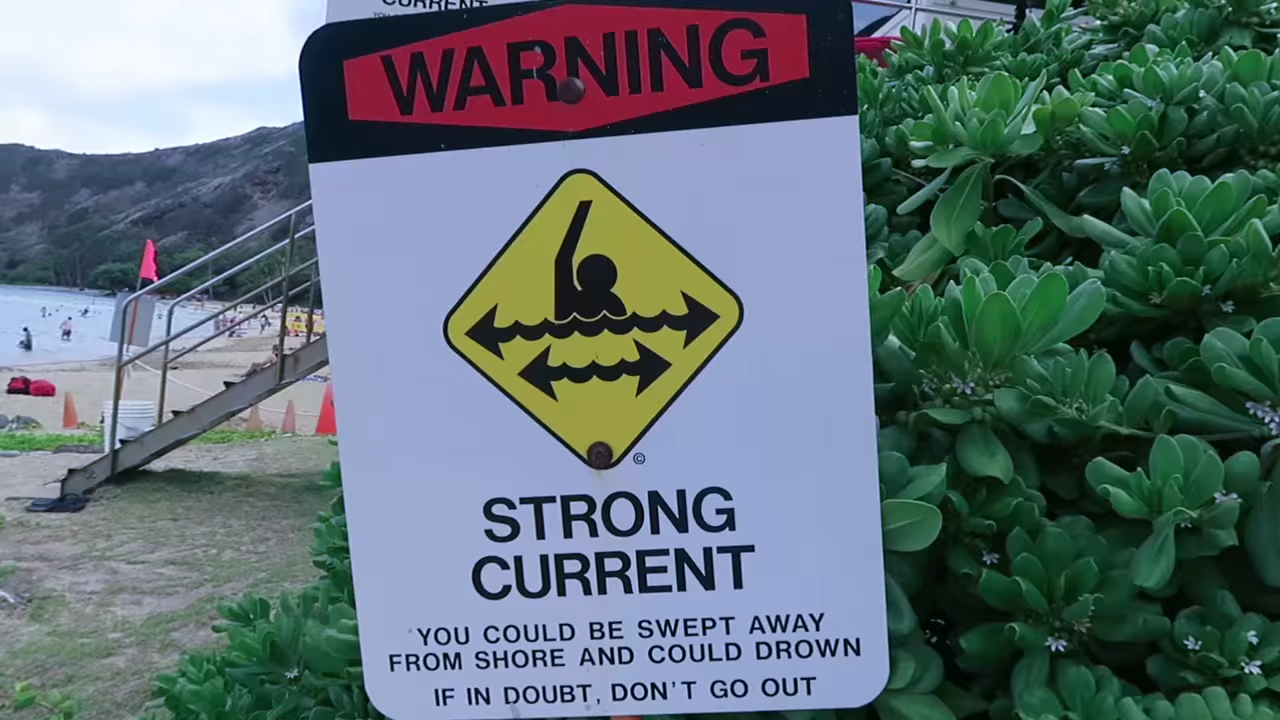 CURRENT
WARNING
©
STRONG
CURRENT
YOU COULD BE SWEPT AWAY
FROM SHORE AND COULD DROWN
IF IN DOUBT, DON'T GO OUT